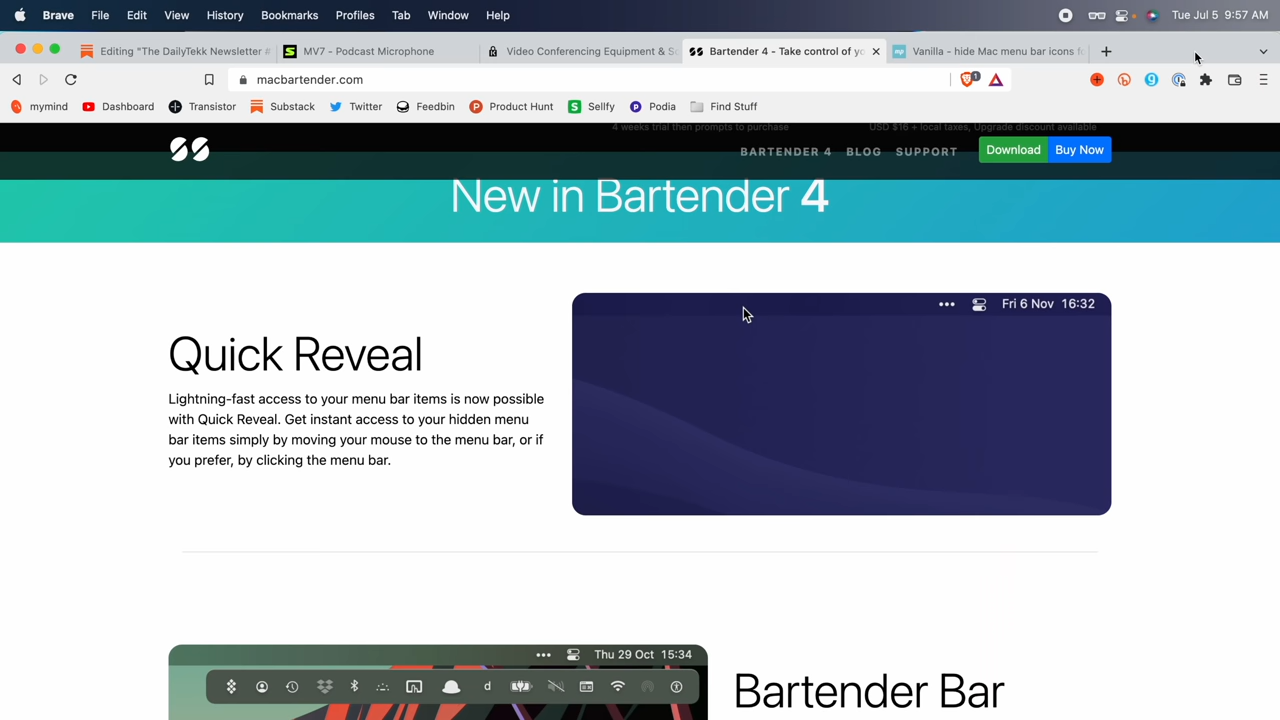 Brave File Edit View History Bookmarks Profiles Tab Window Help Tue Jul 5 9:57 AM
Editing "The DailyTekk Newsletter # MV7 - Podcast Microphone Video Conferencing Equipment & S Bartender 4 - Take control of yo Vanilla - hide Mac menu bar icons f
macbartender.com 1
mymind Dashboard Transistor Substack Twitter Feedbin Product Hunt Sellfy Podia Find Stuff
4 weeks trial then prompts to purchase USD $16 + local taxes, Upgrade discount available
BARTENDER 4 BLOG SUPPORT Download Buy Now
New in Bartender 4
Fri 6 Nov 16:32
Quick Reveal
Lightning-fast access to your menu bar items is now possible
with Quick Reveal. Get instant access to your hidden menu
bar items simply by moving your mouse to the menu bar, or if
you prefer, by clicking the menu bar.
Thu 29 Oct 15:34
d
Bartender Bar